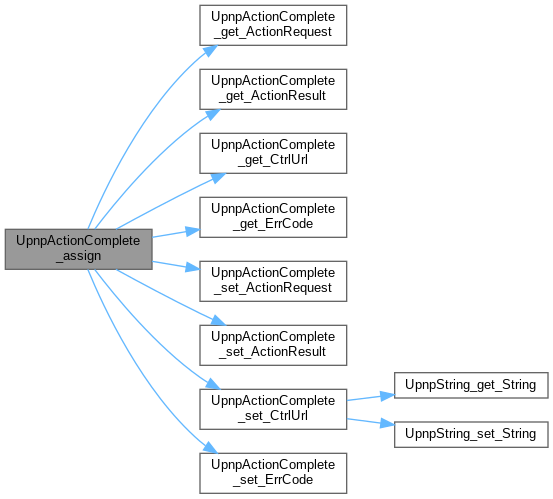 UpnpActionComplete
_assign
UpnpActionComplete
_get_ActionRequest
UpnpActionComplete
_get_ActionResult
UpnpActionComplete
_get_CtrlUrl
UpnpActionComplete
_get_ErrCode
UpnpActionComplete
_set_ActionRequest
UpnpActionComplete
_set_ActionResult
UpnpActionComplete
_set_CtrlUrl
UpnpActionComplete
_set_ErrCode
UpnpString_get_String
UpnpString_set_String